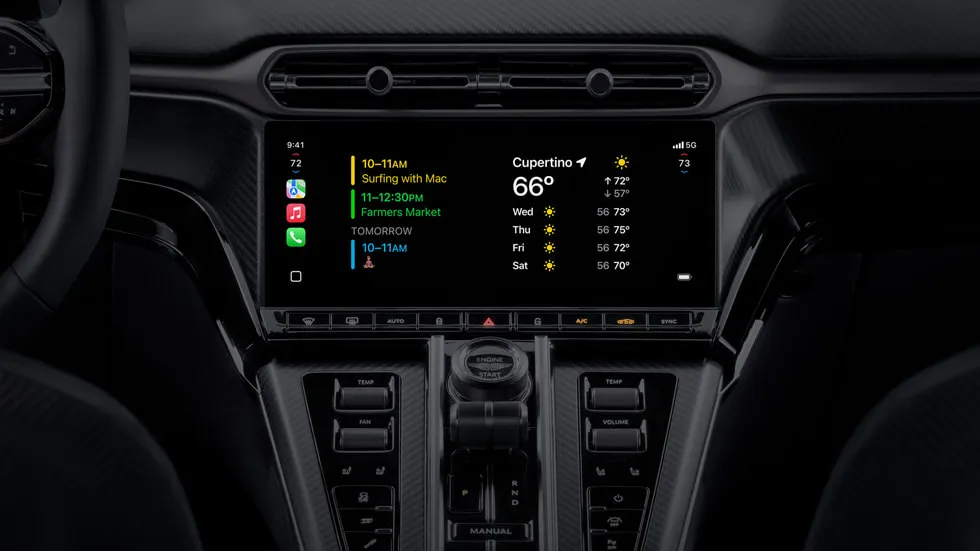 9:41
72
10–11AM
Surfing with Mac
11–12:30PM
Farmers Market
TOMORROW
10–11AM
Cupertino
66°
↑ 72°
↓ 57°
Wed 56 73°
Thu 56 75°
Fri 56 72°
Sat 56 70°
5G
73
AUTO
A/C
SYNC
ENGINE
START
TEMP
FAN
TEMP
VOLUME
P
R
N
D
MANUAL